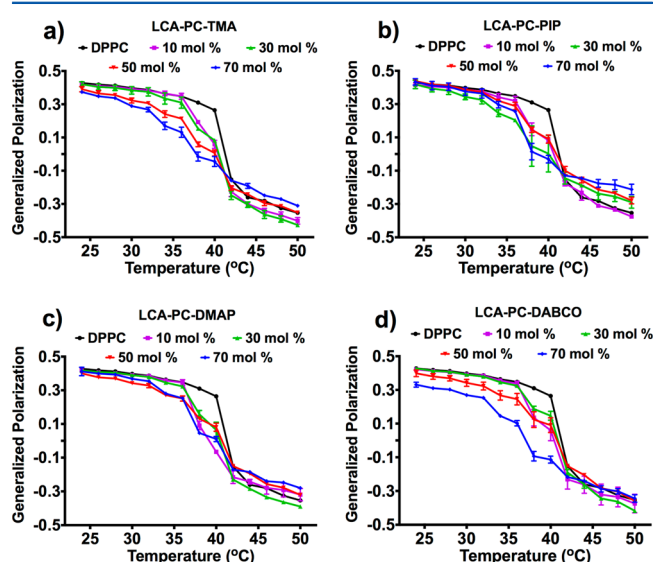 a)
LCA-PC-TMA
DPPC 10 mol % 30 mol %
50 mol % 70 mol %
Generalized Polarization
0.5
0.3
0.1
-0.1
-0.3
-0.5
25 30 35 40 45 50
Temperature (°C)
b)
LCA-PC-PIP
DPPC 10 mol % 30 mol %
50 mol % 70 mol %
Generalized Polarization
0.5
0.3
0.1
-0.1
-0.3
-0.5
25 30 35 40 45 50
Temperature (°C)
c)
LCA-PC-DMAP
DPPC 10 mol % 30 mol %
50 mol % 70 mol %
Generalized Polarization
0.5
0.3
0.1
-0.1
-0.3
-0.5
25 30 35 40 45 50
Temperature (°C)
d)
LCA-PC-DABCO
DPPC 10 mol % 30 mol %
50 mol % 70 mol %
Generalized Polarization
0.5
0.3
0.1
-0.1
-0.3
-0.5
25 30 35 40 45 50
Temperature (°C)